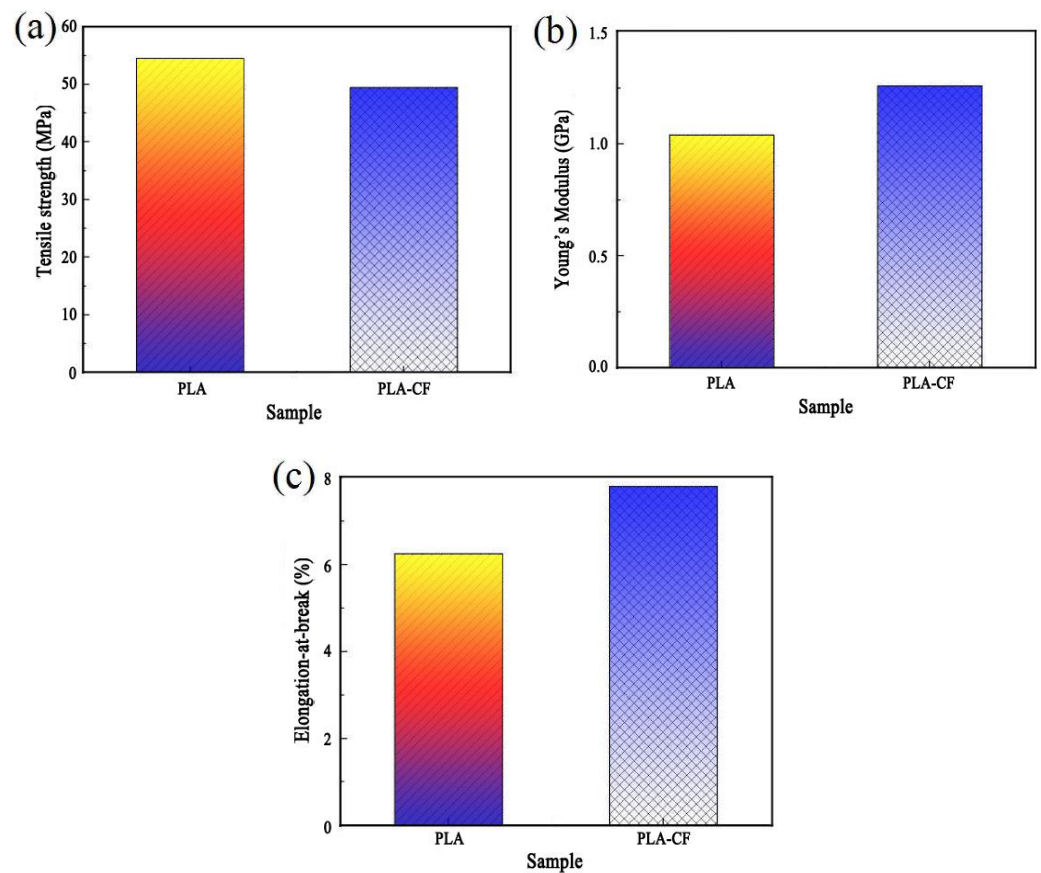 (a)
60
50
40
30
20
10
0
Tensile strength (MPa)
PLA
PLA-CF
Sample
(b)
1.5
1.0
0.5
0.0
Young's Modulus (GPa)
PLA
PLA-CF
Sample
(c)
8
6
4
2
0
Elongation-at-break (%)
PLA
PLA-CF
Sample